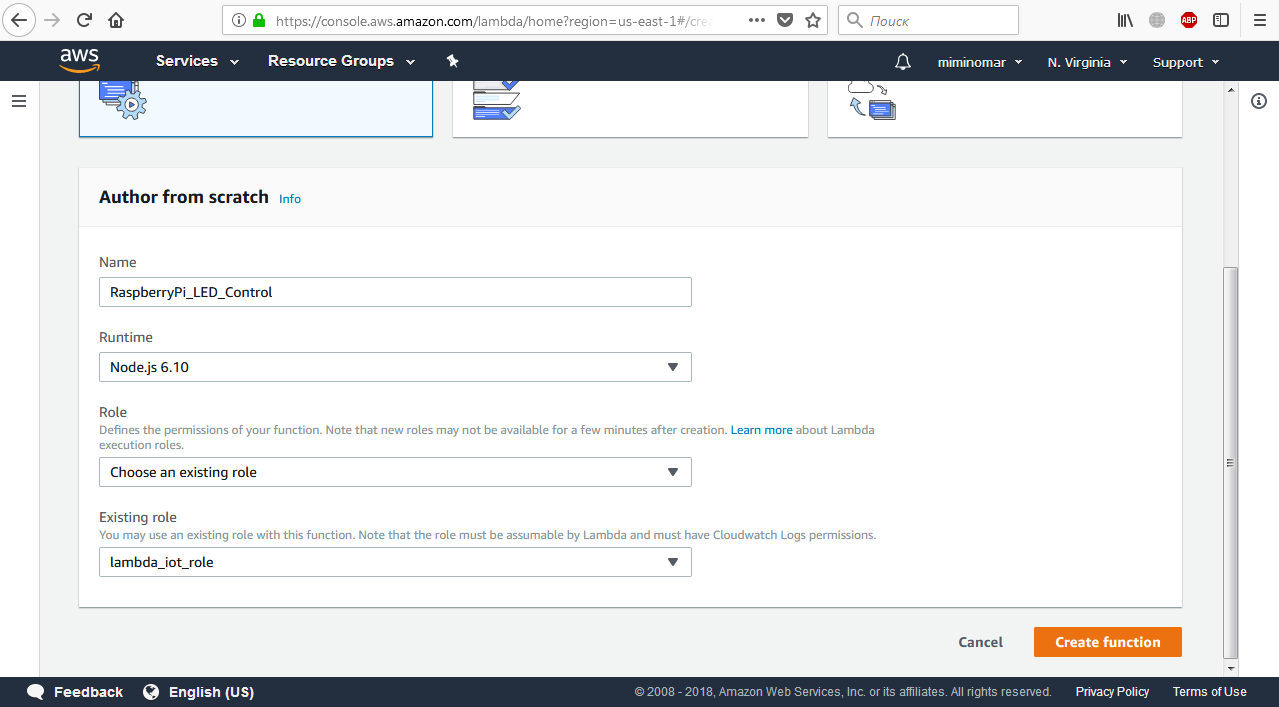 https://console.aws.amazon.com/lambda/home?region=us-east-1#/cre
Поиск
ABP
aws
Services
Resource Groups
miminomar
N. Virginia
Support
Author from scratch Info
Name
RaspberryPi_LED_Control
Runtime
Node.js 6.10
Role
Defines the permissions of your function. Note that new roles may not be available for a few minutes after creation. Learn more about Lambda
execution roles.
Choose an existing role
Existing role
You may use an existing role with this function. Note that the role must be assumable by Lambda and must have Cloudwatch Logs permissions.
lambda_iot_role
Cancel
Create function
Feedback
English (US)
© 2008 - 2018, Amazon Web Services, Inc. or its affiliates. All rights reserved.
Privacy Policy
Terms of Use